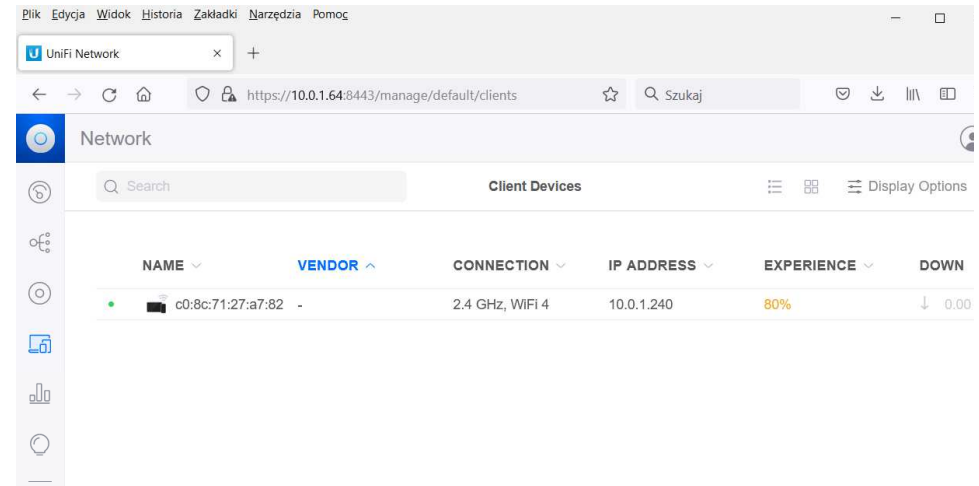 Plik Edycja Widok Historia Zakładki Narzędzia Pomoc
UniFi Network
https://10.0.1.64:8443/manage/default/clients Szukaj
Network
Search Client Devices Display Options
NAME VENDOR CONNECTION IP ADDRESS EXPERIENCE DOWN
c0:8c:71:27:a7:82 - 2.4 GHz, WiFi 4 10.0.1.240 80% 0.00